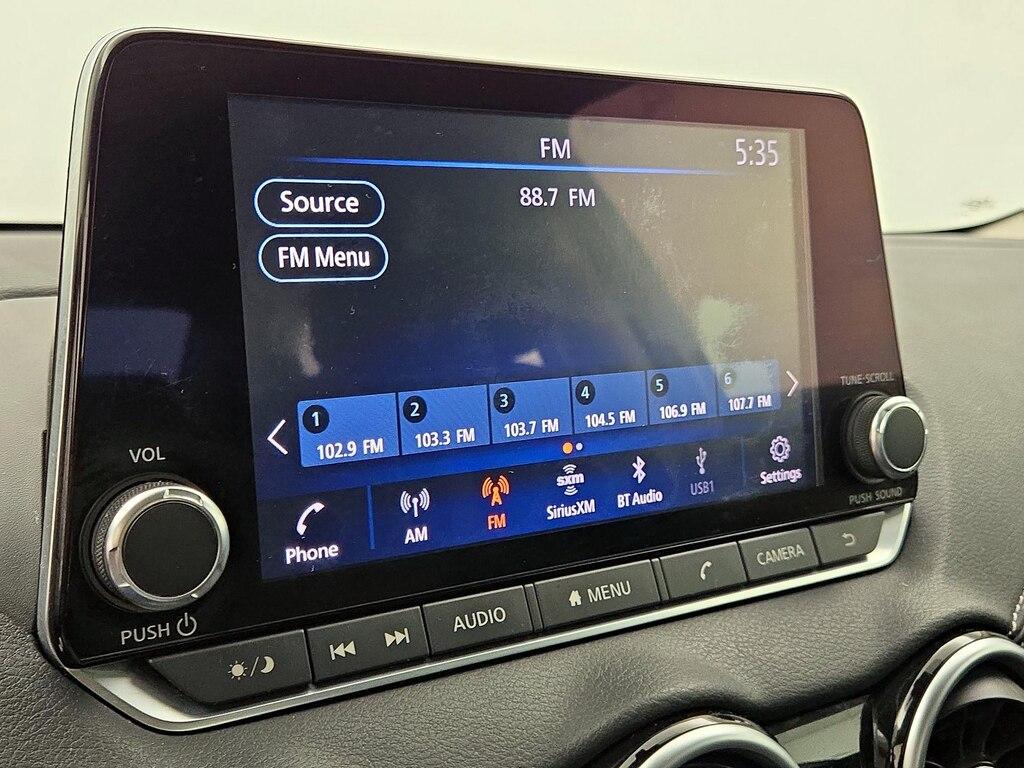 FM 5:35
Source
88.7 FM
FM Menu
1 102.9 FM
2 103.3 FM
3 103.7 FM
4 104.5 FM
5 106.9 FM
6 107.7 FM
Phone
AM
FM
sxm
SiriusXM
BT Audio
USB1
Settings
VOL
PUSH
TUNE·SCROLL
PUSH SOUND
AUDIO
MENU
CAMERA